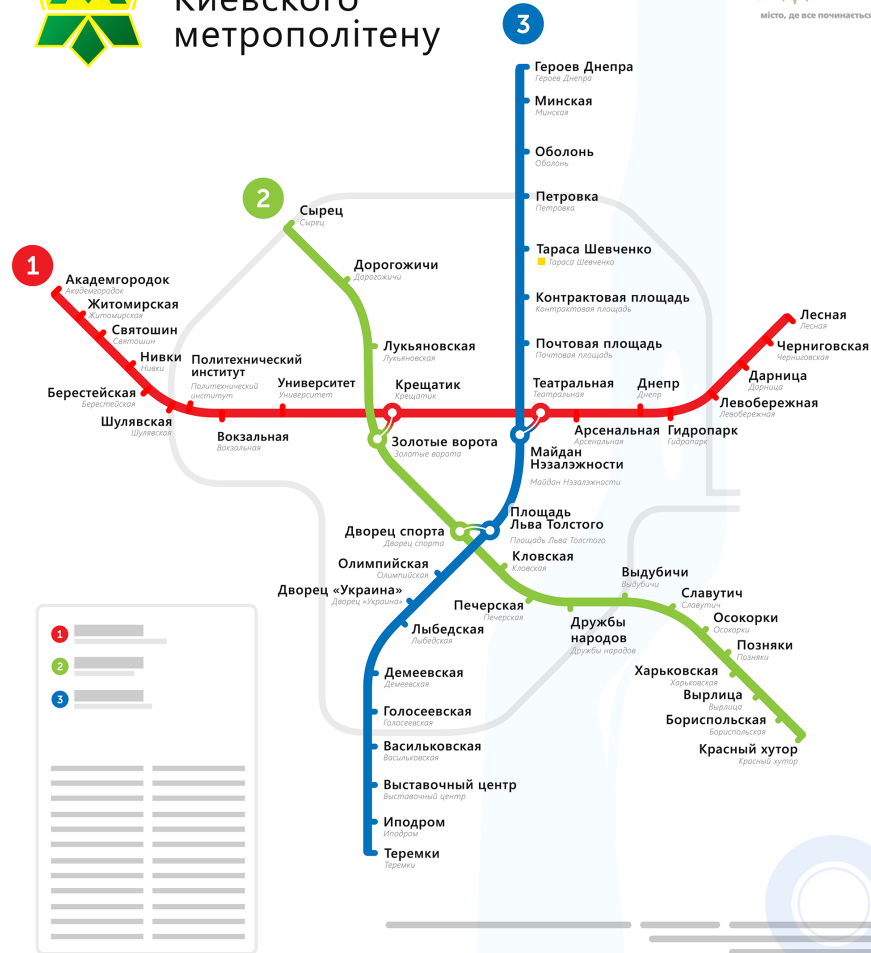 Киевского
метрополітену
місто, де все починається
3
Героев Днепра
Героев Днепра
Минская
Минская
Оболонь
Оболонь
Петровка
Петровка
Тараса Шевченко
Тараса Шевченко
Контрактовая площадь
Контрактовая площадь
Почтовая площадь
Почтовая площадь
2
Сырец
Сырец
Дорогожичи
Дорогожичи
Лукьяновская
Лукьяновская
1
Академгородок
Академгородок
Житомирская
Житомирская
Святошин
Святошин
Нивки
Нивки
Берестейская
Берестейская
Шулявская
Шулявская
Политехнический
институт
Политехнический
институт
Вокзальная
Вокзальная
Университет
Университет
Крещатик
Крещатик
Театральная
Театральная
Арсенальная
Арсенальная
Днепр
Днепр
Гидропарк
Гидропарк
Левобережная
Левобережная
Дарница
Дарница
Черниговская
Черниговская
Лесная
Лесная
Золотые ворота
Золотые ворота
Майдан
Нэзалэжности
Майдан Нэзалэжности
Площадь
Льва Толстого
Площадь Льва Толстого
Дворец спорта
Дворец спорта
Кловская
Кловская
Печерская
Печерская
Дружбы
народов
Дружбы народов
Выдубичи
Выдубичи
Славутич
Славутич
Осокорки
Осокорки
Позняки
Позняки
Харьковская
Харьковская
Вырлица
Вырлица
Бориспольская
Бориспольская
Красный хутор
Красный хутор
Олимпийская
Олимпийская
Дворец «Украина»
Дворец «Украина»
Лыбедская
Лыбедская
Демеевская
Демеевская
Голосеевская
Голосеевская
Васильковская
Васильковская
Выставочный центр
Выставочный центр
Иподром
Иподром
Теремки
Теремки
1
2
3